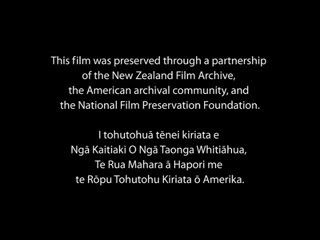 This film was preserved through a partnership
of the New Zealand Film Archive,
the American archival community, and
the National Film Preservation Foundation.
I tohutohuā tēnei kiriata e
Ngā Kaitiaki O Ngā Taonga Whitiāhua,
Te Rua Mahara ā Hapori me
te Rōpu Tohutohu Kiriata ō Amerika.